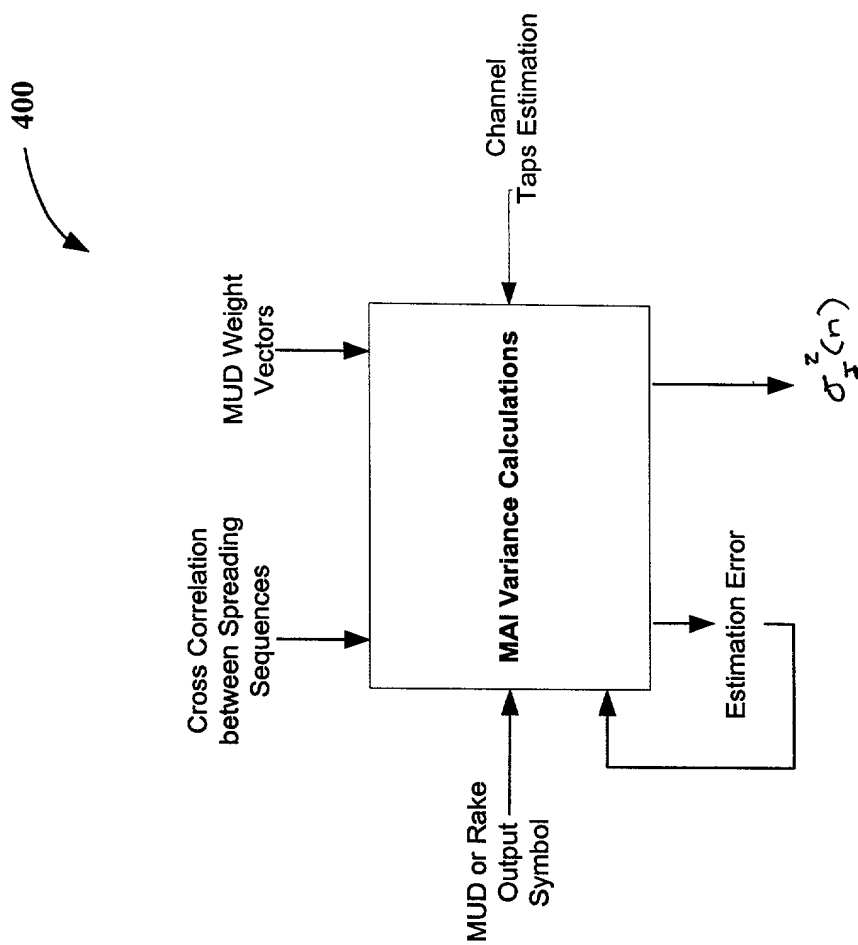 400
Cross Correlation
between Spreading
Sequences
MUD Weight
Vectors
MUD or Rake
Output
Symbol
MAI Variance Calculations
Channel
Taps Estimation
Estimation Error
σ_I^2(n)